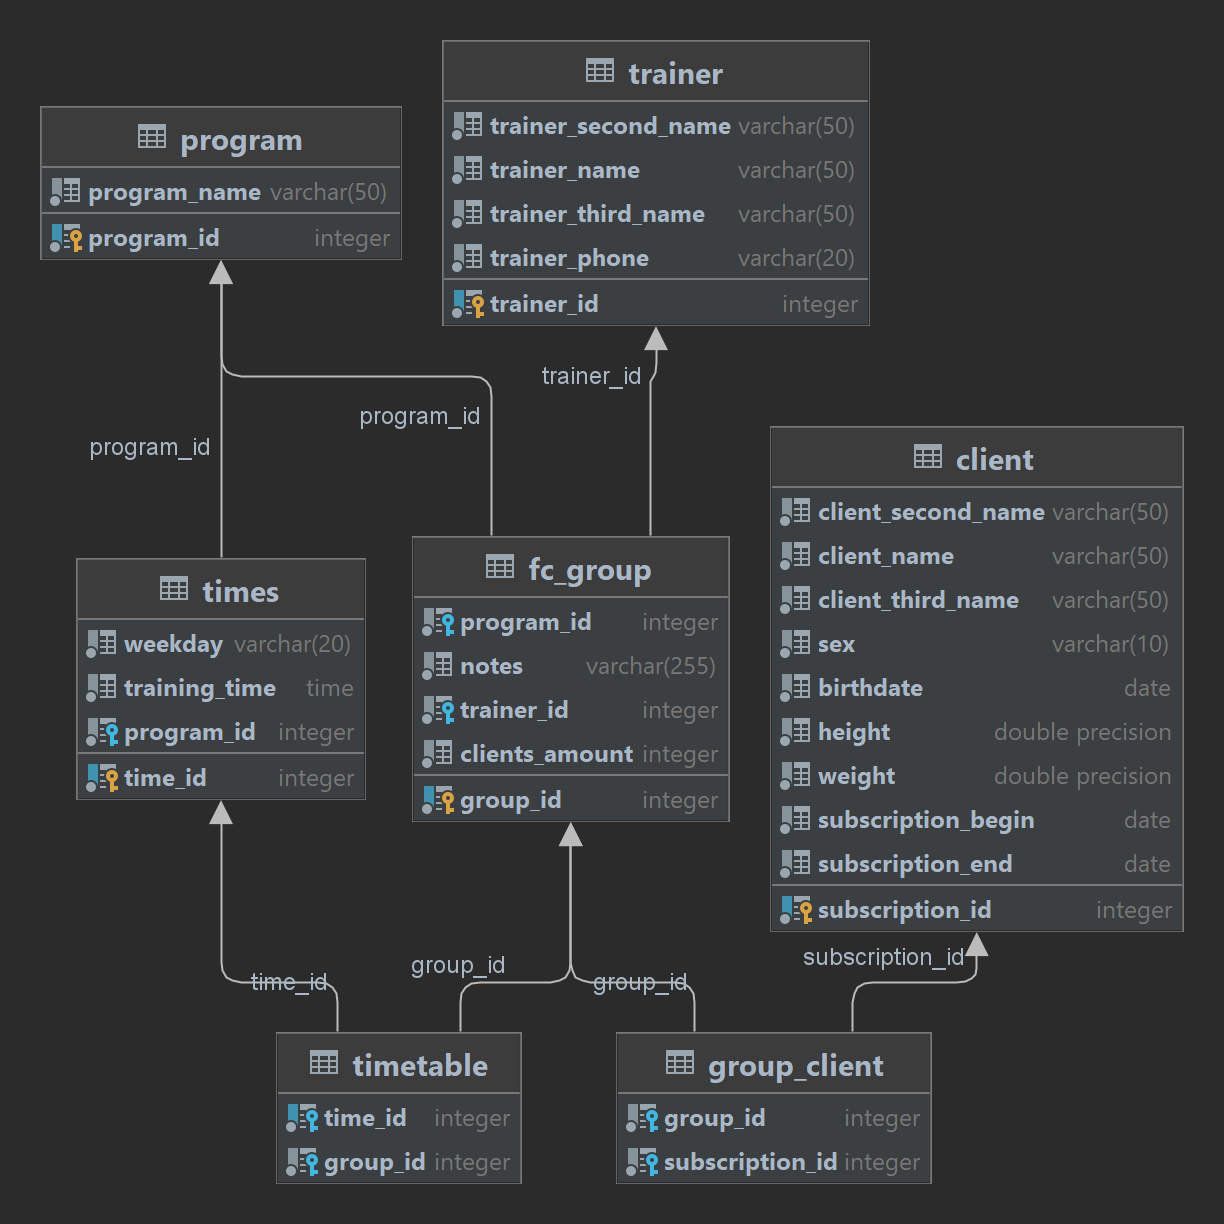 trainer
trainer_second_name varchar(50)
trainer_name varchar(50)
trainer_third_name varchar(50)
trainer_phone varchar(20)
trainer_id integer
program
program_name varchar(50)
program_id integer
trainer_id
program_id
program_id
client
client_second_name varchar(50)
client_name varchar(50)
client_third_name varchar(50)
sex varchar(10)
birthdate date
height double precision
weight double precision
subscription_begin date
subscription_end date
subscription_id integer
fc_group
program_id integer
notes varchar(255)
trainer_id integer
clients_amount integer
group_id integer
times
weekday varchar(20)
training_time time
program_id integer
time_id integer
subscription_id
group_id
time_id
group_id
timetable
time_id integer
group_id integer
group_client
group_id integer
subscription_id integer